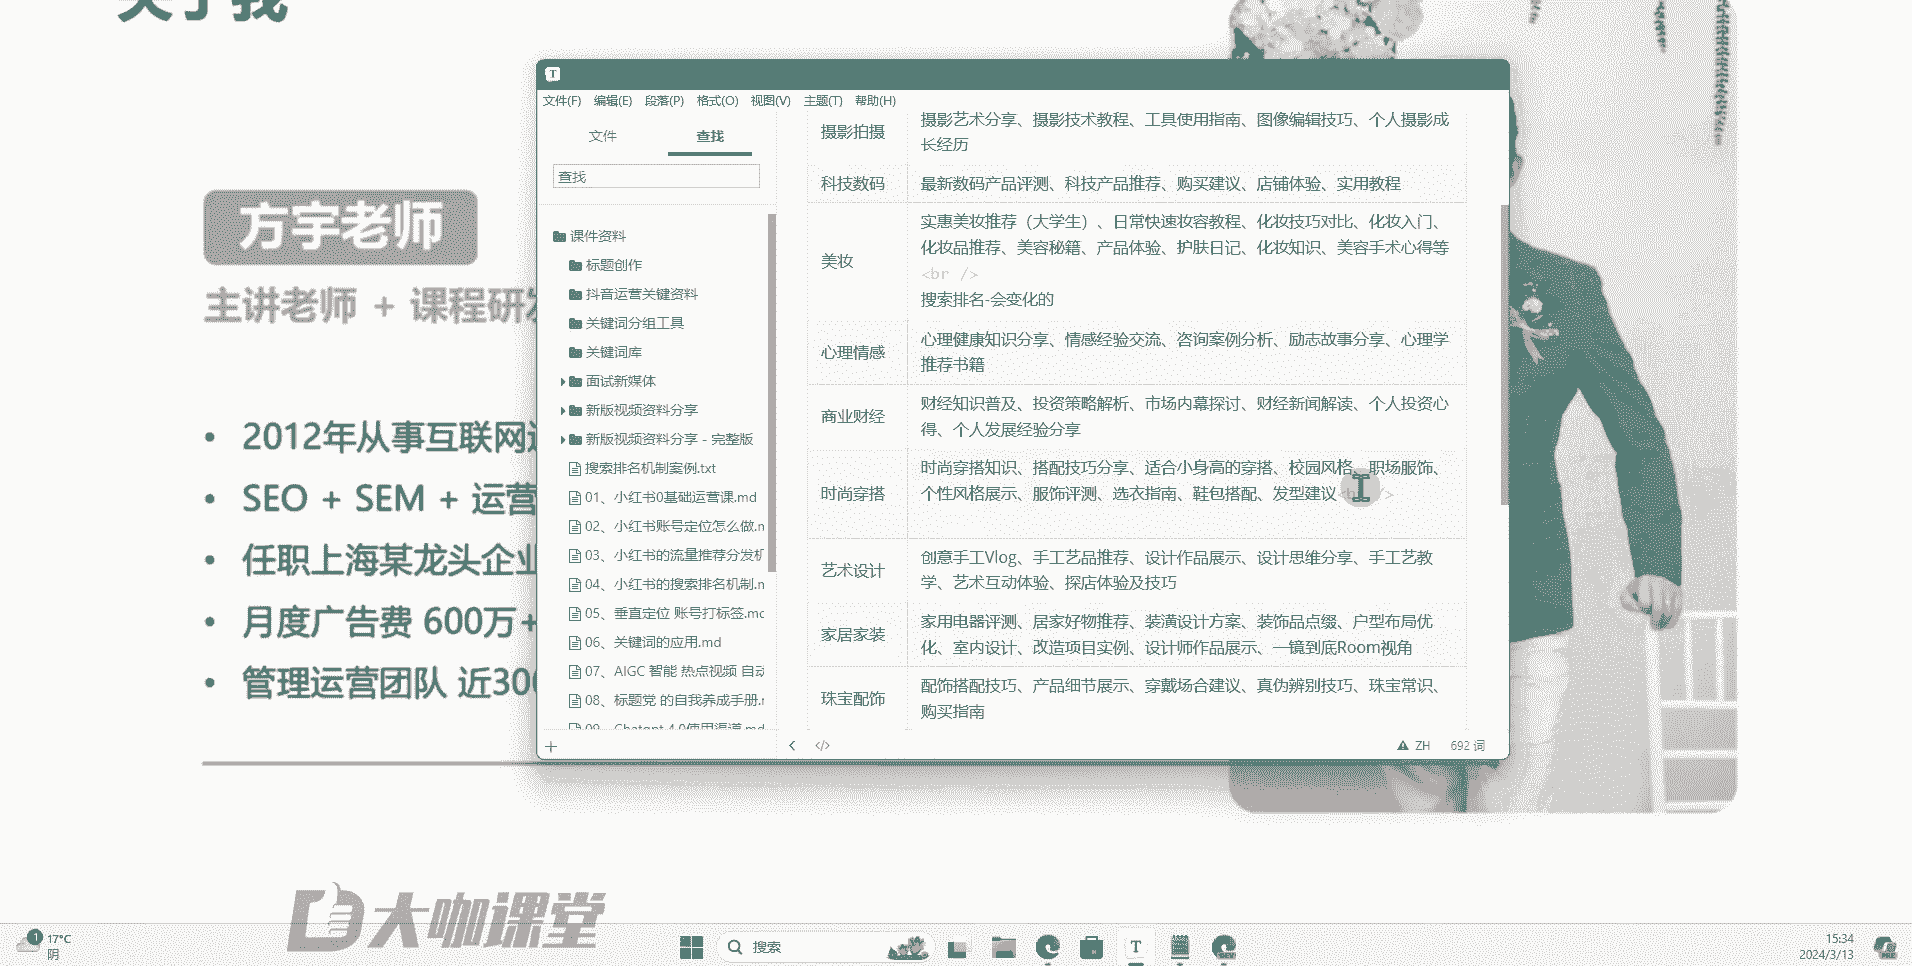 关于我
方宇老师
主讲老师 + 课程研发
2012年从事互联网
SEO + SEM + 运营
任职上海某龙头企业
月度广告费 600万+
管理运营团队 近300
T
文件(F) 编辑(E) 段落(P) 格式(O) 视图(V) 主题(T) 帮助(H)
文件 查找
查找
课件资料
标题创作
抖音运营关键资料
关键词分组工具
关键词库
面试新媒体
新版视频资料分享
新版视频资料分享 - 完整版
搜索排名机制案例.txt
01、小红书0基础运营课.md
02、小红书账号定位怎么做.m
03、小红书的流量推荐分发机
04、小红书的搜索排名机制.m
05、垂直定位 账号打标签.mc
06、关键词的应用.md
07、AIGC 智能 热点视频 自动
08、标题党 的自我养成手册.
09、Chatgpt 4.0使用渠道.md
摄影拍摄
摄影艺术分享、摄影技术教程、工具使用指南、图像编辑技巧、个人摄影成
长经历
科技数码
最新数码产品评测、科技产品推荐、购买建议、店铺体验、实用教程
美妆
实惠美妆推荐（大学生）、日常快速妆容教程、化妆技巧对比、化妆入门、
化妆品推荐、美容秘籍、产品体验、护肤日记、化妆知识、美容手术心得等
<br />
搜索排名-会变化的
心理情感
心理健康知识分享、情感经验交流、咨询案例分析、励志故事分享、心理学
推荐书籍
商业财经
财经知识普及、投资策略解析、市场内幕探讨、财经新闻解读、个人投资心
得、个人发展经验分享
时尚穿搭
时尚穿搭知识、搭配技巧分享、适合小身高的穿搭、校园风格、职场服饰、
个性风格展示、服饰评测、选衣指南、鞋包搭配、发型建议
艺术设计
创意手工Vlog、手工艺品推荐、设计作品展示、设计思维分享、手工艺教
学、艺术互动体验、探店体验及技巧
家居家装
家用电器评测、居家好物推荐、装潢设计方案、装饰品点缀、户型布局优
化、室内设计、改造项目实例、设计师作品展示、一镜到底Room视角
珠宝配饰
配饰搭配技巧、产品细节展示、穿戴场合建议、真伪辨别技巧、珠宝常识、
购买指南
ZH 692 词
大咖课堂
1 17°C
阴
搜索
T
DEV
15:34
2024/3/13